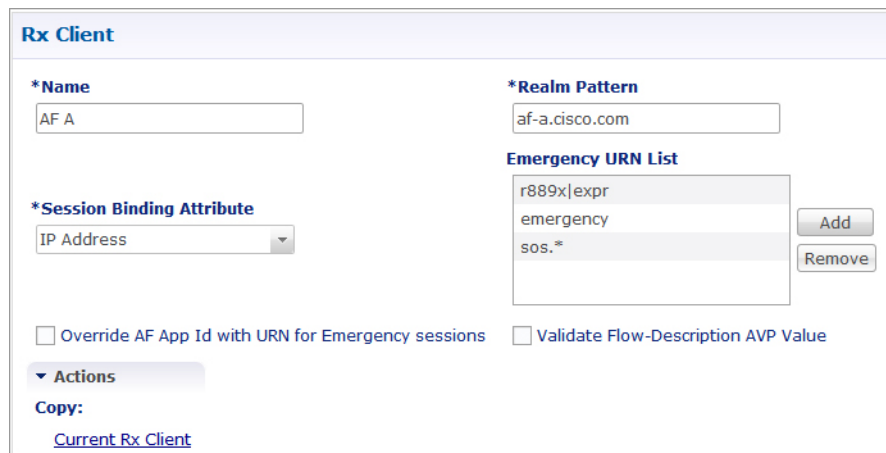 Rx Client
*Name
AF A
*Realm Pattern
af-a.cisco.com
*Session Binding Attribute
IP Address
Emergency URN List
r889x|expr
emergency
sos.*
Add
Remove
Override AF App Id with URN for Emergency sessions
Validate Flow-Description AVP Value
Actions
Copy:
Current Rx Client